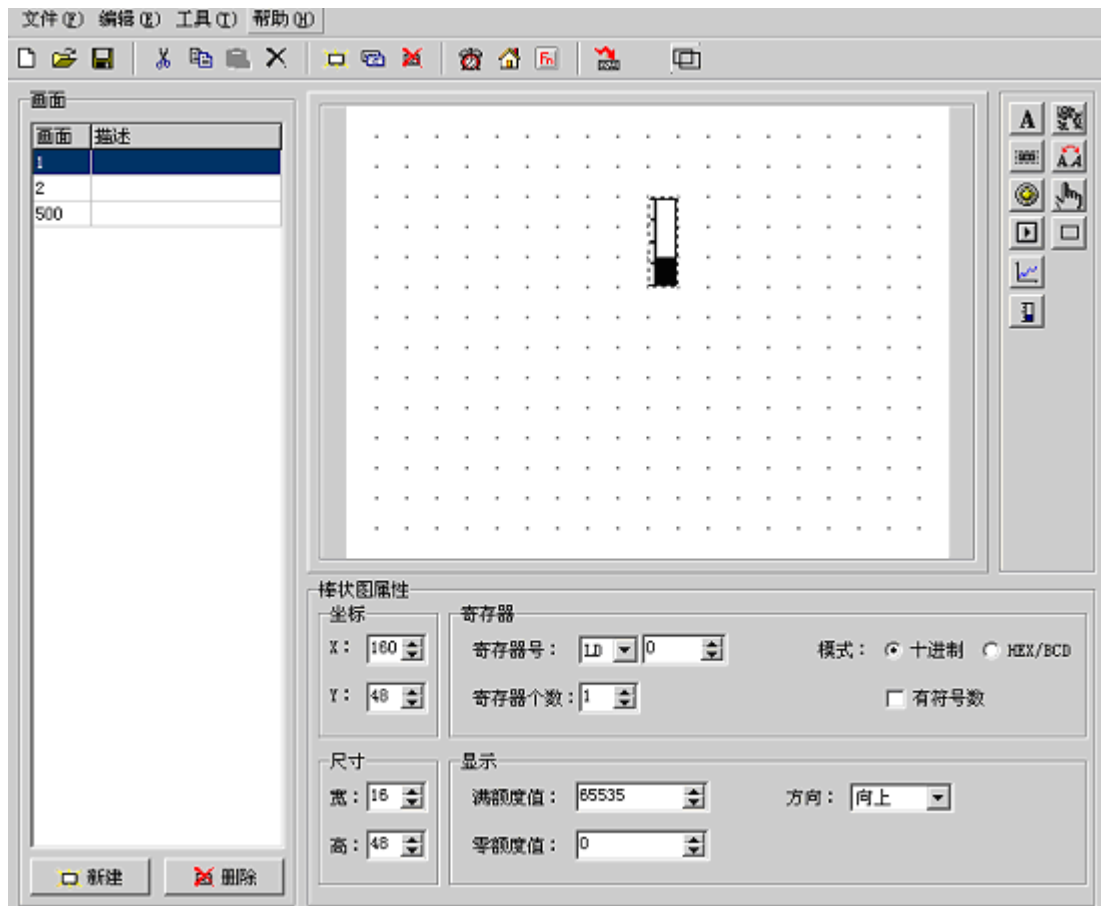 文件(F) 编辑(E) 工具(T) 帮助(H)
Fn
画面
画面 描述
1
2
500
新建 删除
A
A A
棒状图属性
坐标
X： 160
Y： 48
寄存器
寄存器号： LD 0
模式： 十进制 HEX/BCD
寄存器个数： 1
有符号数
尺寸
宽： 16
高： 48
显示
满额度值： 65535
方向： 向上
零额度值： 0